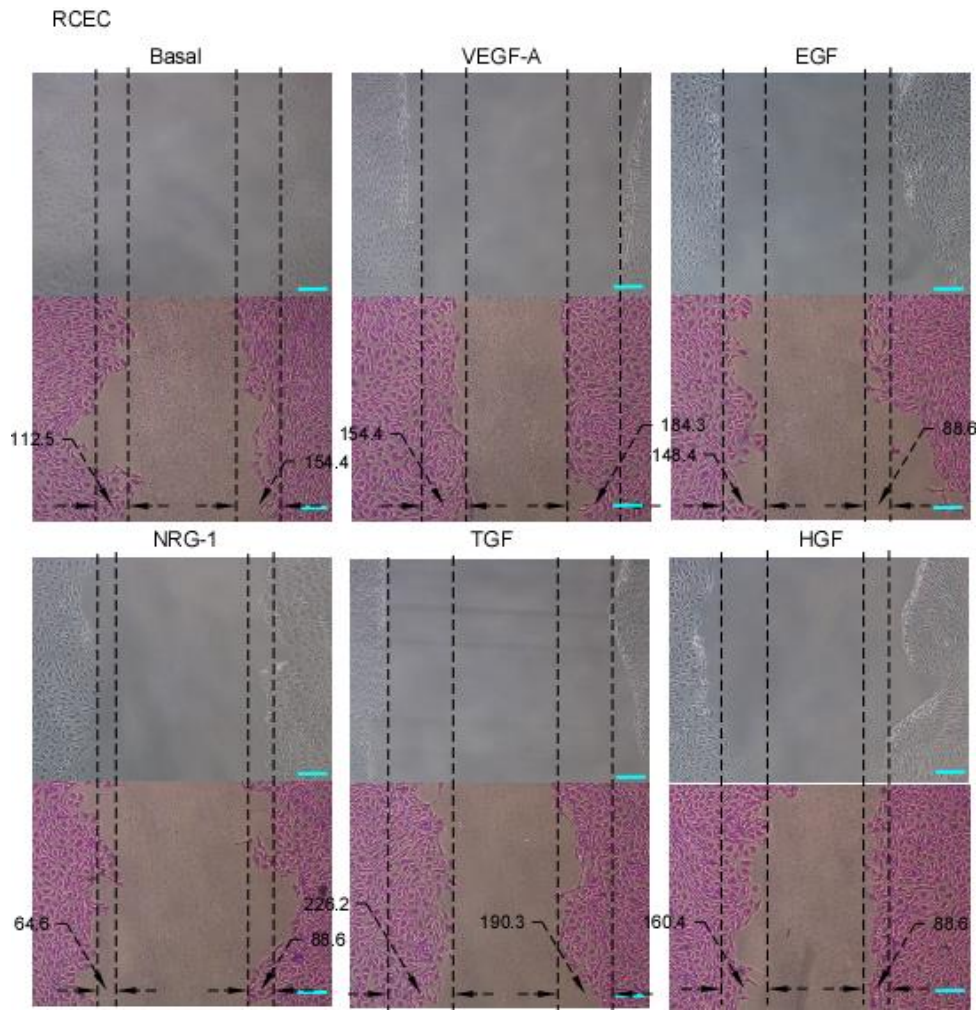 RCEC
Basal VEGF-A EGF
112.5 154.4 154.4 184.3 148.4 88.6
NRG-1 TGF HGF
64.6 88.6 226.2 190.3 160.4 88.6